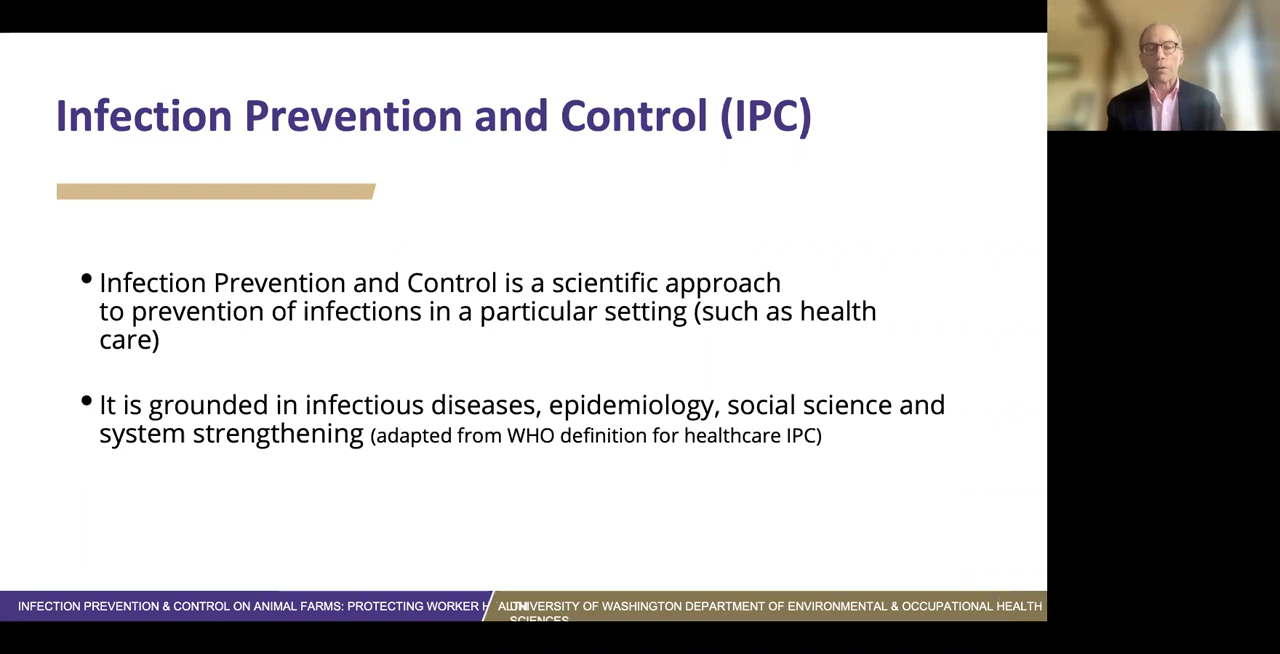 Infection Prevention and Control (IPC)
• Infection Prevention and Control is a scientific approach
to prevention of infections in a particular setting (such as health
care)
• It is grounded in infectious diseases, epidemiology, social science and
system strengthening (adapted from WHO definition for healthcare IPC)
INFECTION PREVENTION & CONTROL ON ANIMAL FARMS: PROTECTING WORKER HEALTH
UNIVERSITY OF WASHINGTON DEPARTMENT OF ENVIRONMENTAL & OCCUPATIONAL HEALTH
SCIENCES